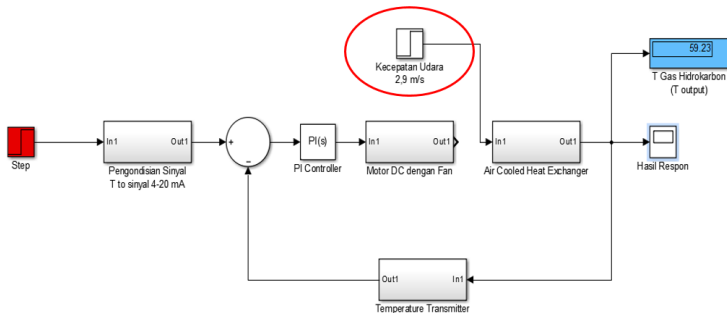 59.23
T Gas Hidrokarbon
(T output)
Kecepatan Udara
2,9 m/s
Step
In1 Out1
Pengondisian Sinyal
T to sinyal 4-20 mA
+
−
PI(s)
PI Controller
In1 Out1
Motor DC dengan Fan
In1 Out1
Air Cooled Heat Exchanger
Hasil Respon
Out1 In1
Temperature Transmitter